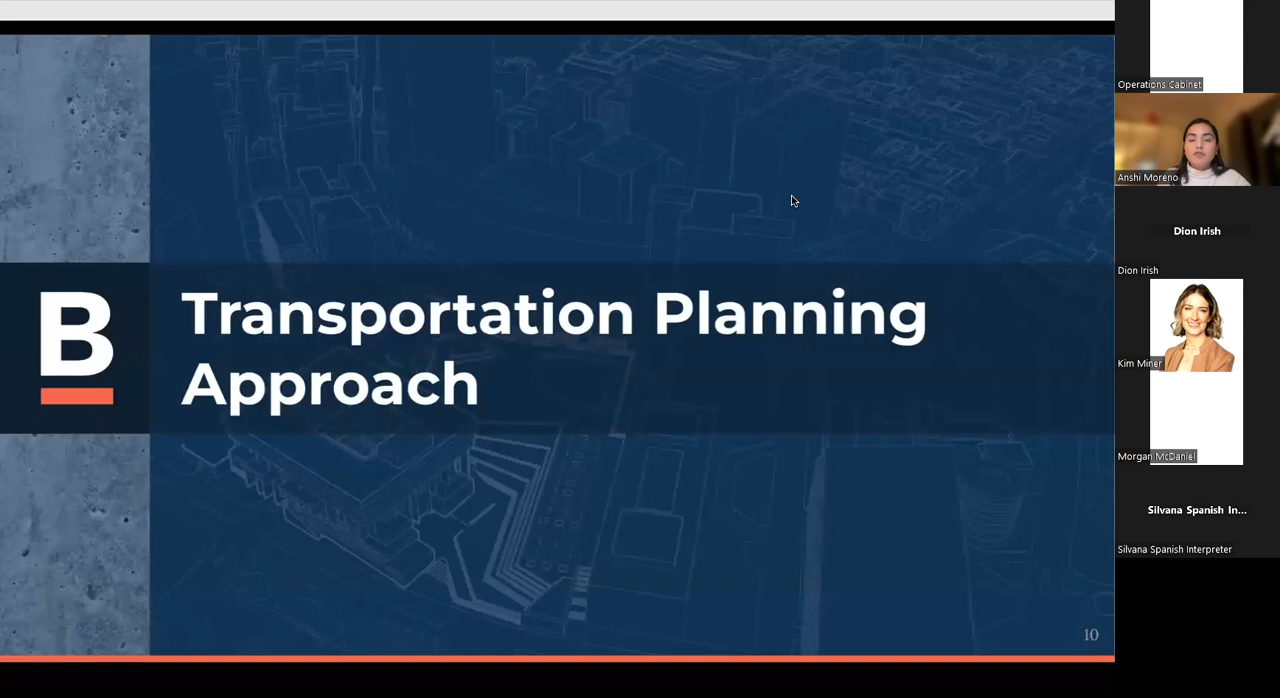 B
Transportation Planning
Approach
10
Operations Cabinet
Anshi Moreno
Dion Irish
Dion Irish
Kim Miner
Morgan McDaniel
Silvana Spanish In...
Silvana Spanish Interpreter